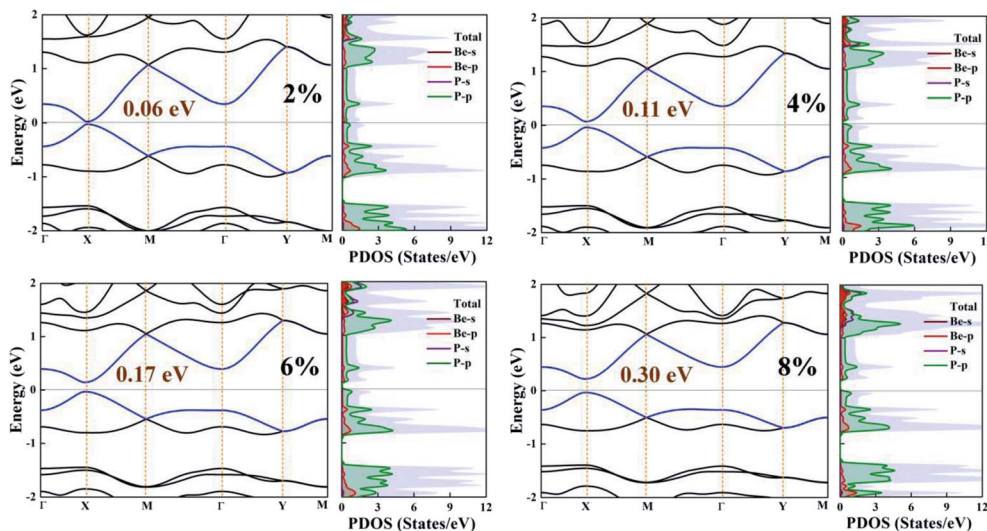 2
1
0
-1
-2
Energy (eV)
0.06 eV
2%
Γ X M Γ Y M
Total
Be-s
Be-p
P-s
P-p
0 3 6 9 12
PDOS (States/eV)
2
1
0
-1
-2
Energy (eV)
0.11 eV
4%
Γ X M Γ Y M
Total
Be-s
Be-p
P-s
P-p
0 3 6 9 12
PDOS (States/eV)
2
1
0
-1
-2
Energy (eV)
0.17 eV
6%
Γ X M Γ Y M
Total
Be-s
Be-p
P-s
P-p
0 3 6 9 12
PDOS (States/eV)
2
1
0
-1
-2
Energy (eV)
0.30 eV
8%
Γ X M Γ Y M
Total
Be-s
Be-p
P-s
P-p
0 3 6 9 12
PDOS (States/eV)